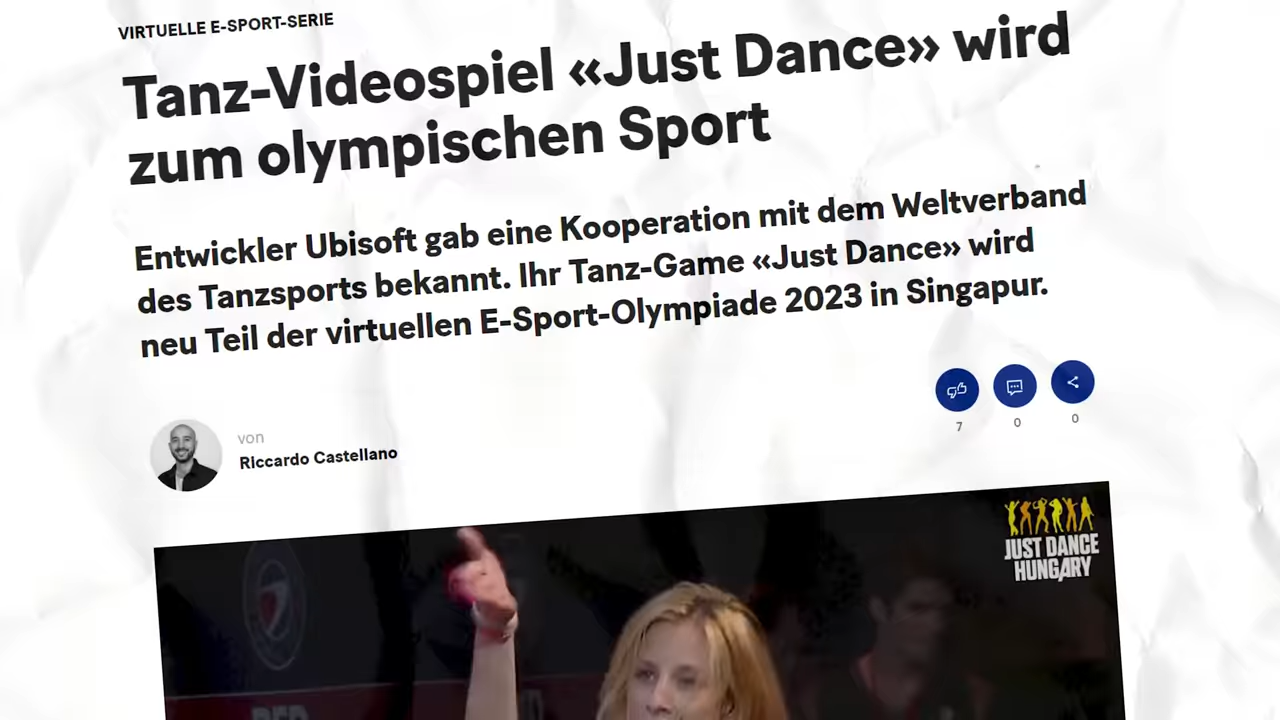 VIRTUELLE E-SPORT-SERIE
Tanz-Videospiel «Just Dance» wird
zum olympischen Sport
Entwickler Ubisoft gab eine Kooperation mit dem Weltverband
des Tanzsports bekannt. Ihr Tanz-Game «Just Dance» wird
neu Teil der virtuellen E-Sport-Olympiade 2023 in Singapur.
von
Riccardo Castellano
7
0
0
JUST DANCE
HUNGARY